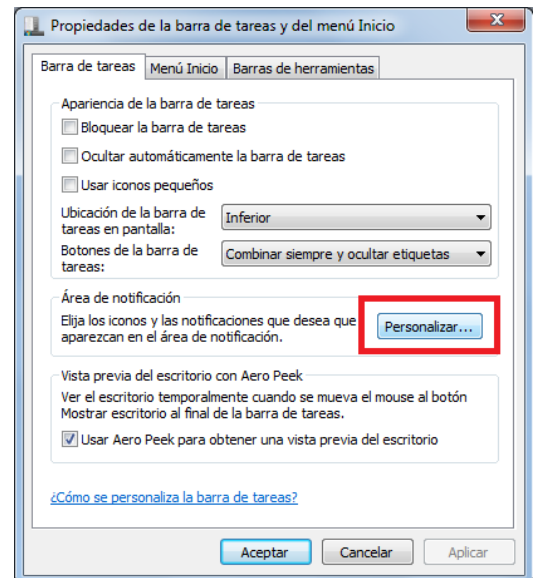 Propiedades de la barra de tareas y del menú Inicio
Barra de tareas Menú Inicio Barras de herramientas
Apariencia de la barra de tareas
Bloquear la barra de tareas
Ocultar automáticamente la barra de tareas
Usar iconos pequeños
Ubicación de la barra de
tareas en pantalla:
Inferior
Botones de la barra de
tareas:
Combinar siempre y ocultar etiquetas
Área de notificación
Elija los iconos y las notificaciones que desea que
aparezcan en el área de notificación.
Personalizar...
Vista previa del escritorio con Aero Peek
Ver el escritorio temporalmente cuando se mueva el mouse al botón
Mostrar escritorio al final de la barra de tareas.
Usar Aero Peek para obtener una vista previa del escritorio
¿Cómo se personaliza la barra de tareas?
Aceptar Cancelar Aplicar